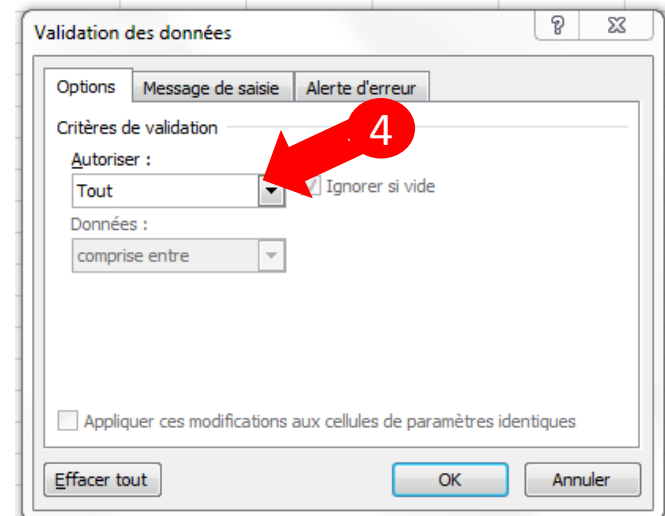 Validation des données
Options Message de saisie Alerte d'erreur
Critères de validation
4
Autoriser :
Tout
Ignorer si vide
Données :
comprise entre
Appliquer ces modifications aux cellules de paramètres identiques
Effacer tout OK Annuler